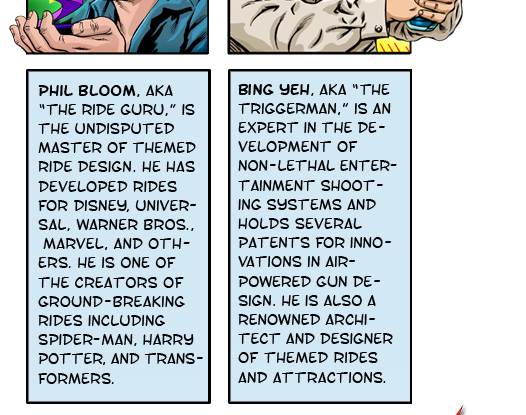 PHIL BLOOM, AKA
"THE RIDE GURU," IS
THE UNDISPUTED
MASTER OF THEMED
RIDE DESIGN. HE HAS
DEVELOPED RIDES
FOR DISNEY, UNIVER-
SAL, WARNER BROS.,
MARVEL, AND OTH-
ERS. HE IS ONE OF
THE CREATORS OF
GROUND-BREAKING
RIDES INCLUDING
SPIDER-MAN, HARRY
POTTER, AND TRANS-
FORMERS.
BING YEH, AKA "THE
TRIGGERMAN," IS AN
EXPERT IN THE DE-
VELOPMENT OF
NON-LETHAL ENTER-
TAINMENT SHOOT-
ING SYSTEMS AND
HOLDS SEVERAL
PATENTS FOR INNO-
VATIONS IN AIR-
POWERED GUN DE-
SIGN. HE IS ALSO A
RENOWNED ARCHI-
TECT AND DESIGNER
OF THEMED RIDES
AND ATTRACTIONS.